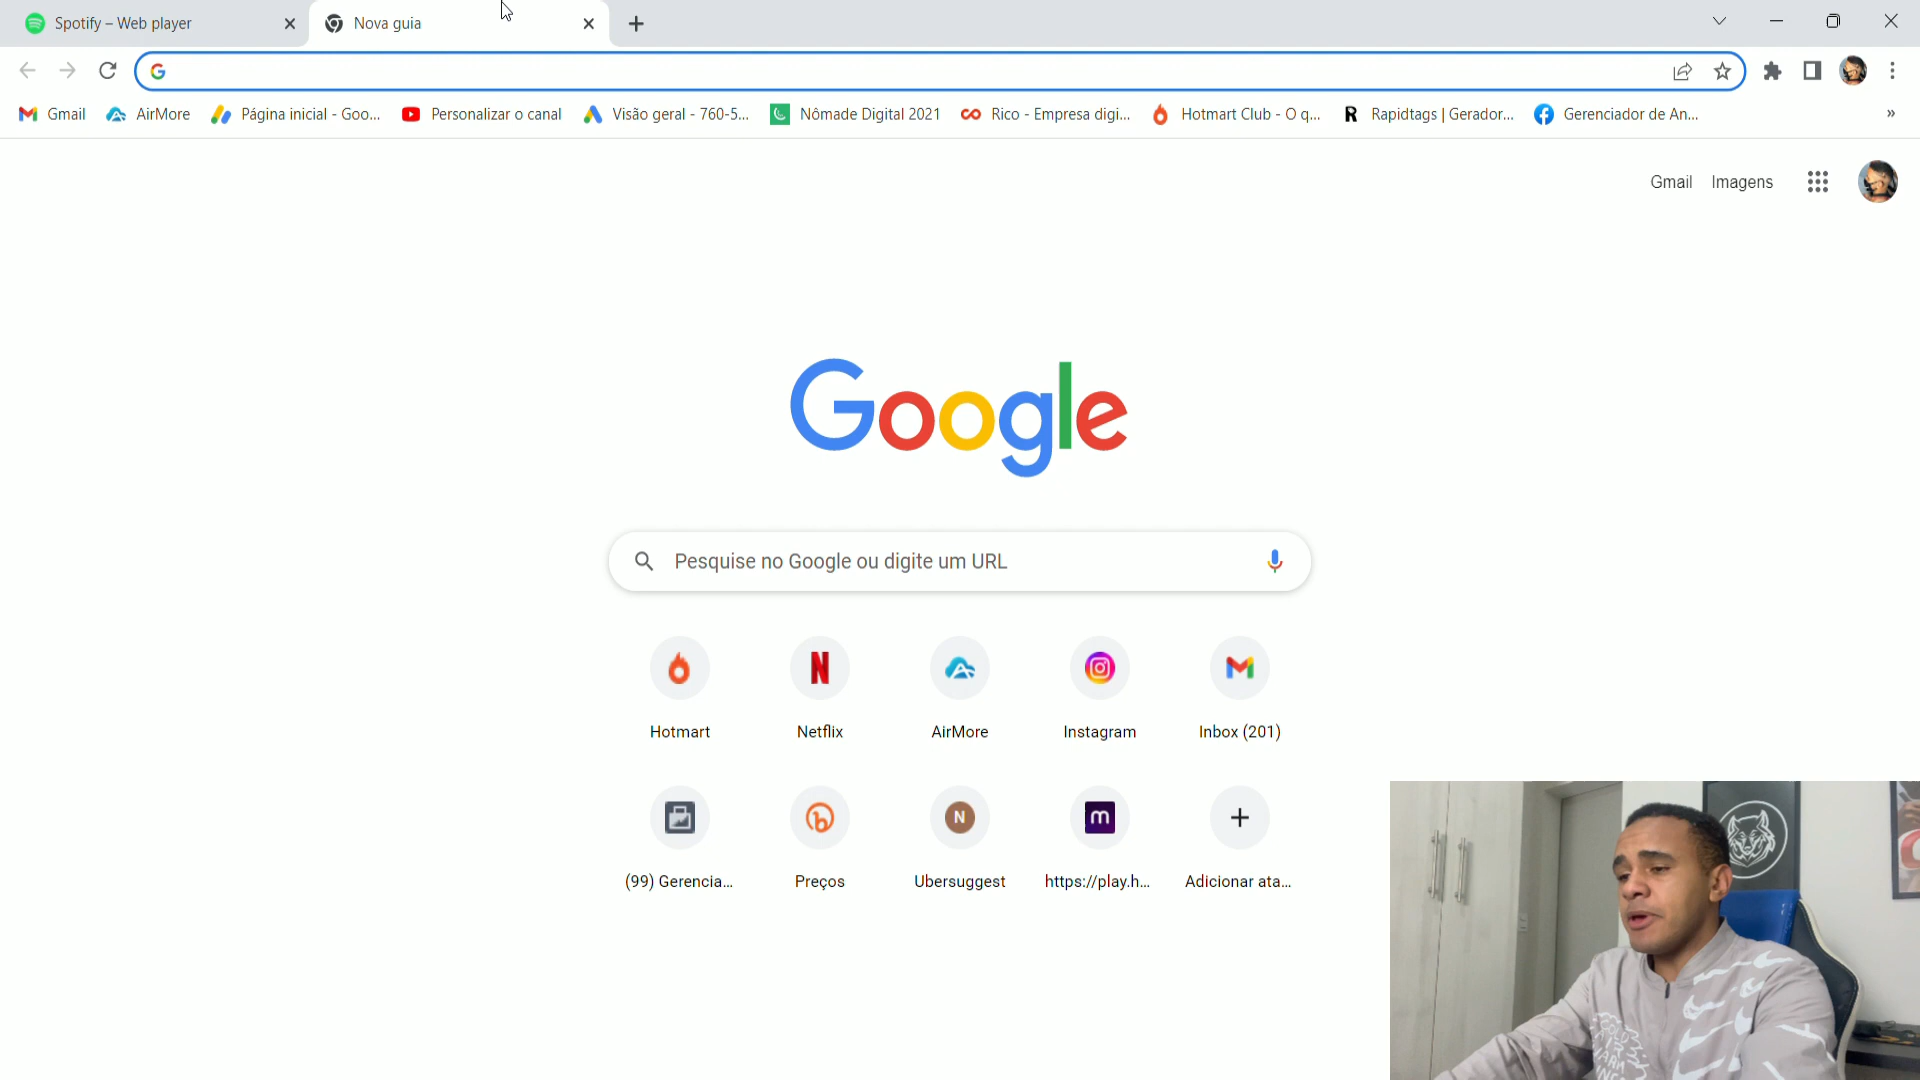 Spotify – Web player
Nova guia
Gmail
AirMore
Página inicial - Goo...
Personalizar o canal
Visão geral - 760-5...
Nômade Digital 2021
Rico - Empresa digi...
Hotmart Club - O q...
Rapidtags | Gerador...
Gerenciador de An...
»
Gmail
Imagens
Google
Pesquise no Google ou digite um URL
Hotmart
Netflix
AirMore
Instagram
Inbox (201)
N
(99) Gerencia...
Preços
Ubersuggest
https://play.h...
Adicionar ata...